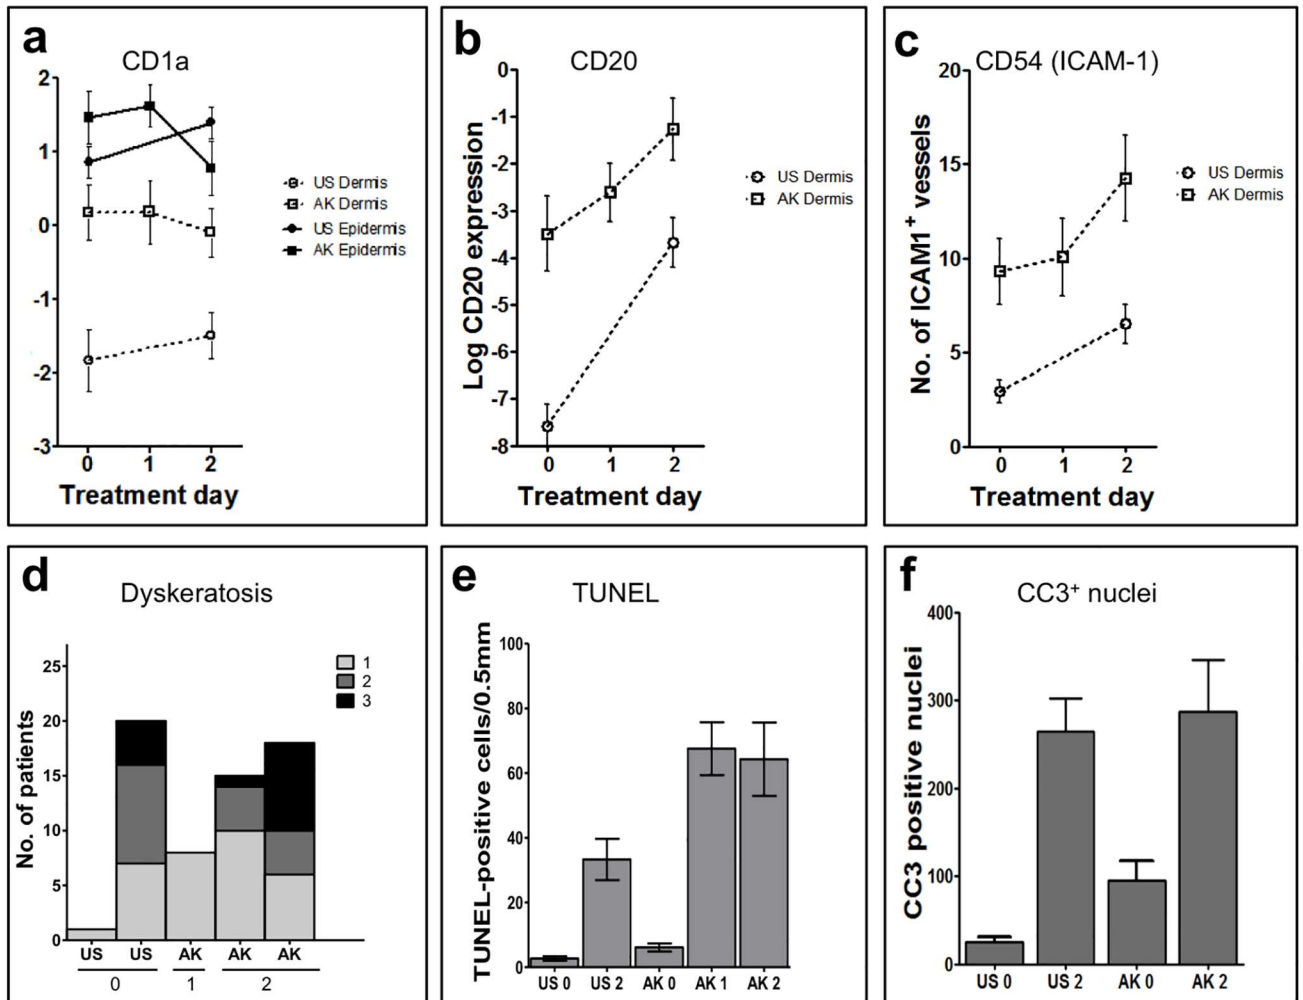 a
CD1a
2
1
0
-1
-2
-3
0 1 2
Treatment day
US Dermis
AK Dermis
US Epidermis
AK Epidermis
b
CD20
Log CD20 expression
0
-1
-2
-3
-4
-5
-6
-7
-8
0 1 2
Treatment day
US Dermis
AK Dermis
c
CD54 (ICAM-1)
No. of ICAM1+ vessels
20
15
10
5
0
0 1 2
Treatment day
US Dermis
AK Dermis
d
Dyskeratosis
No. of patients
25
20
15
10
5
0
US US AK AK AK
0 1 2
1
2
3
e
TUNEL
TUNEL-positive cells/0.5mm
100
80
60
40
20
0
US 0 US 2 AK 0 AK 1 AK 2
f
CC3+ nuclei
CC3 positive nuclei
400
300
200
100
0
US 0 US 2 AK 0 AK 2